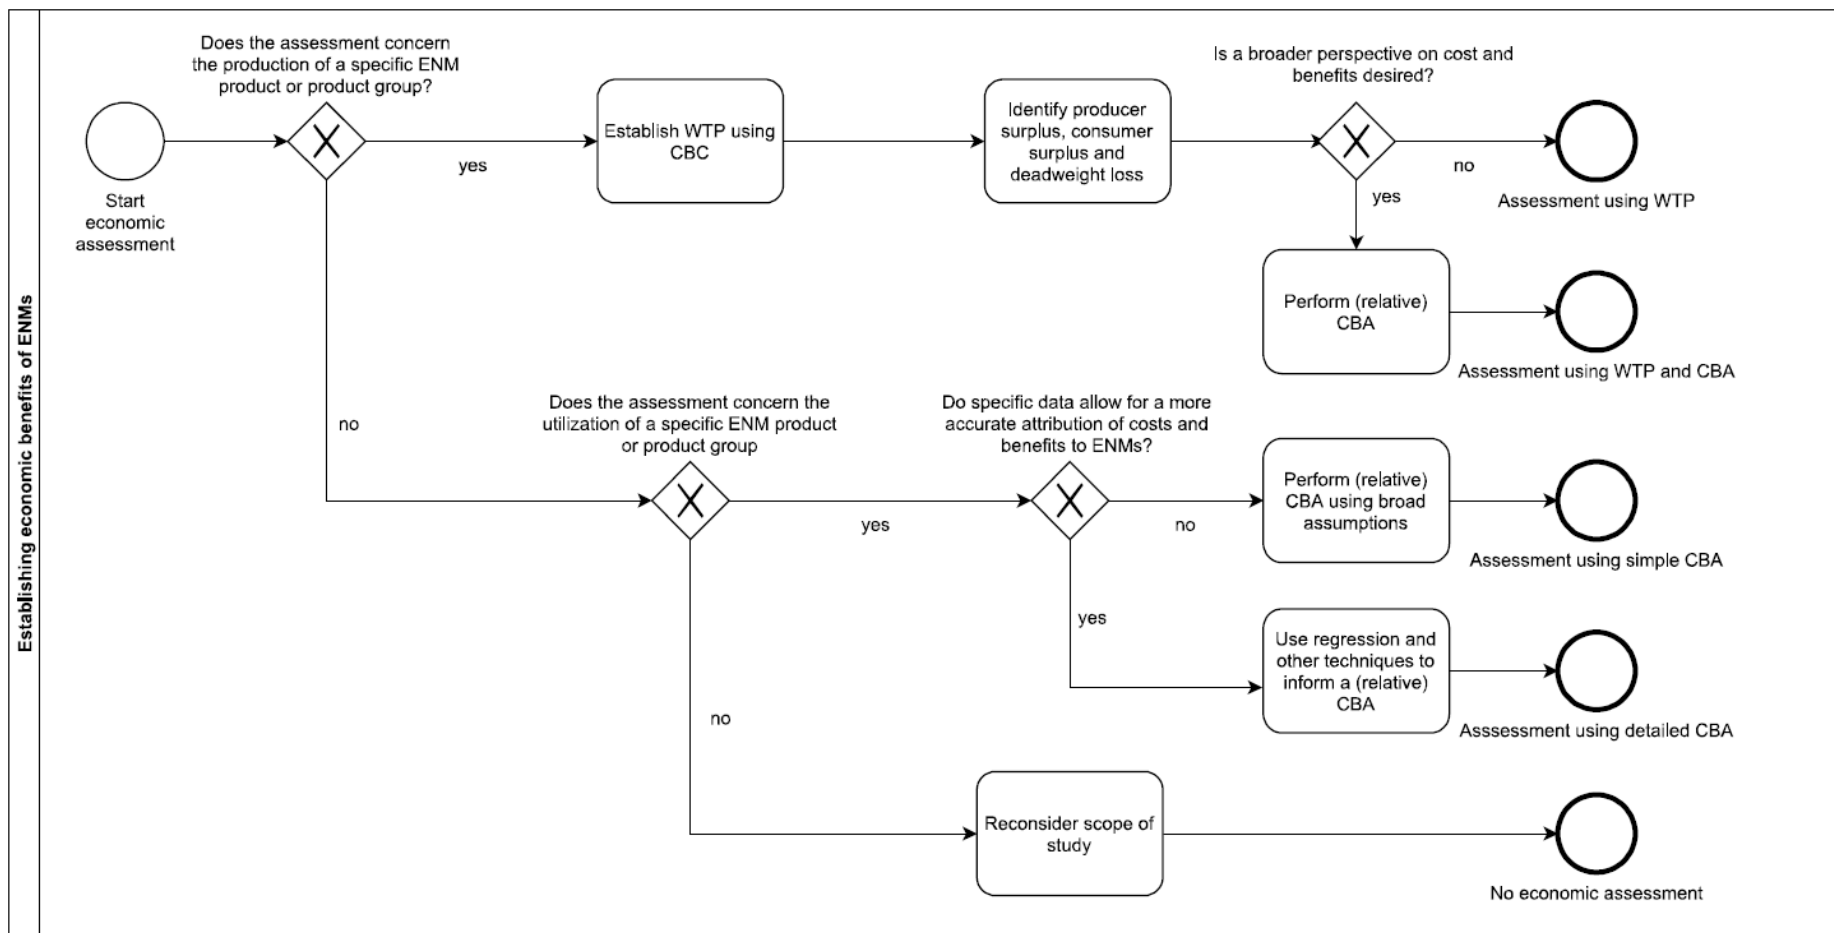 Establishing economic benefits of ENMs
Start
economic
assessment
Does the assessment concern
the production of a specific ENM
product or product group?
yes
no
Establish WTP using
CBC
Identify producer
surplus, consumer
surplus and
deadweight loss
Is a broader perspective on cost and
benefits desired?
no
yes
Assessment using WTP
Perform (relative)
CBA
Assessment using WTP and CBA
Does the assessment concern the
utilization of a specific ENM product
or product group
yes
no
Do specific data allow for a more
accurate attribution of costs and
benefits to ENMs?
no
yes
Perform (relative)
CBA using broad
assumptions
Assessment using simple CBA
Use regression and
other techniques to
inform a (relative)
CBA
Asssessment using detailed CBA
Reconsider scope of
study
No economic assessment